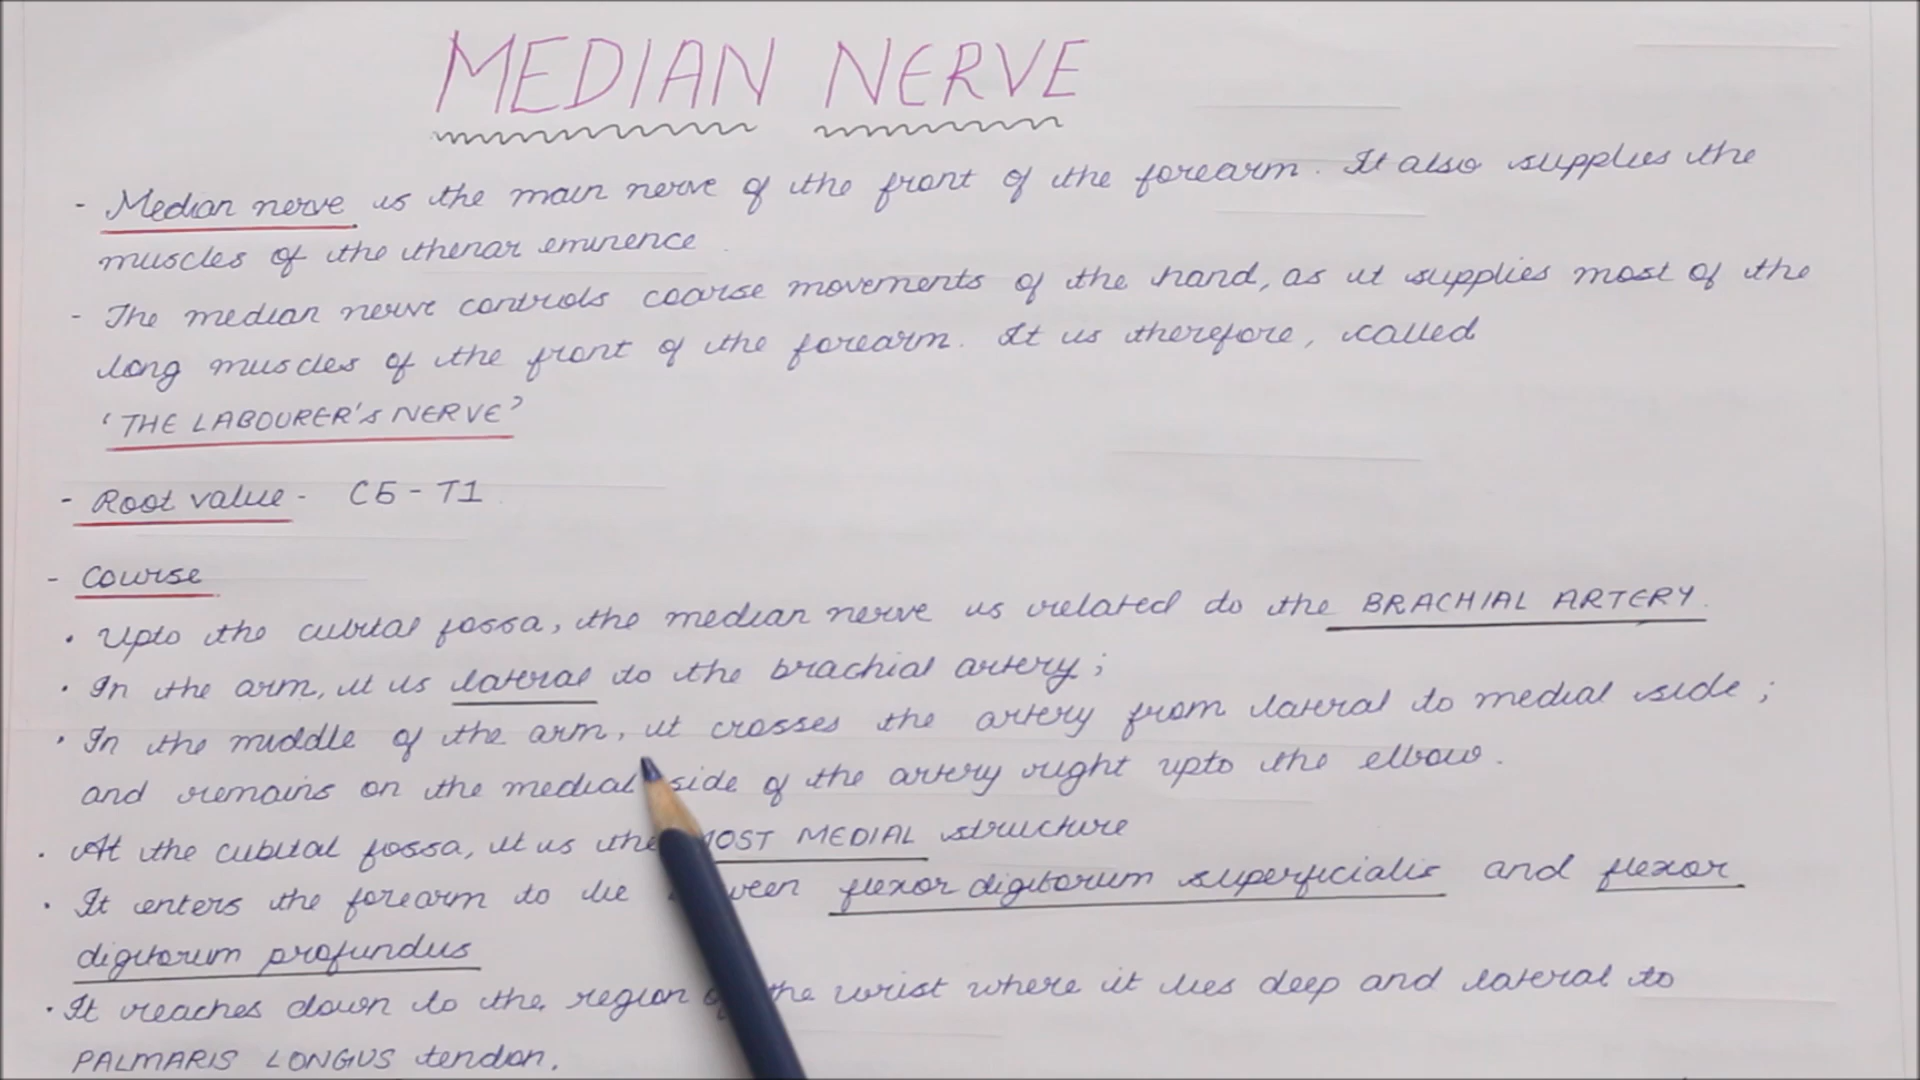 MEDIAN NERVE
- Median nerve is the main nerve of the front of the forearm. It also supplies the
muscles of the thenar eminence
- The median nerve controls coarse movements of the hand, as it supplies most of the
long muscles of the front of the forearm. It is therefore, called
'THE LABOURER'S NERVE'
- Root value - C5 - T1
- Course
• Upto the cubital fossa, the median nerve is related to the BRACHIAL ARTERY.
• In the arm, it is lateral to the brachial artery;
• In the middle of the arm, it crosses the artery from lateral to medial side;
and remains on the medial side of the artery right upto the elbow.
• At the cubital fossa, it is the MOST MEDIAL structure
• It enters the forearm to lie between flexor digitorum superficialis and flexor
digitorum profundus
• It reaches down to the region of the wrist where it lies deep and lateral to
PALMARIS LONGUS tendon.